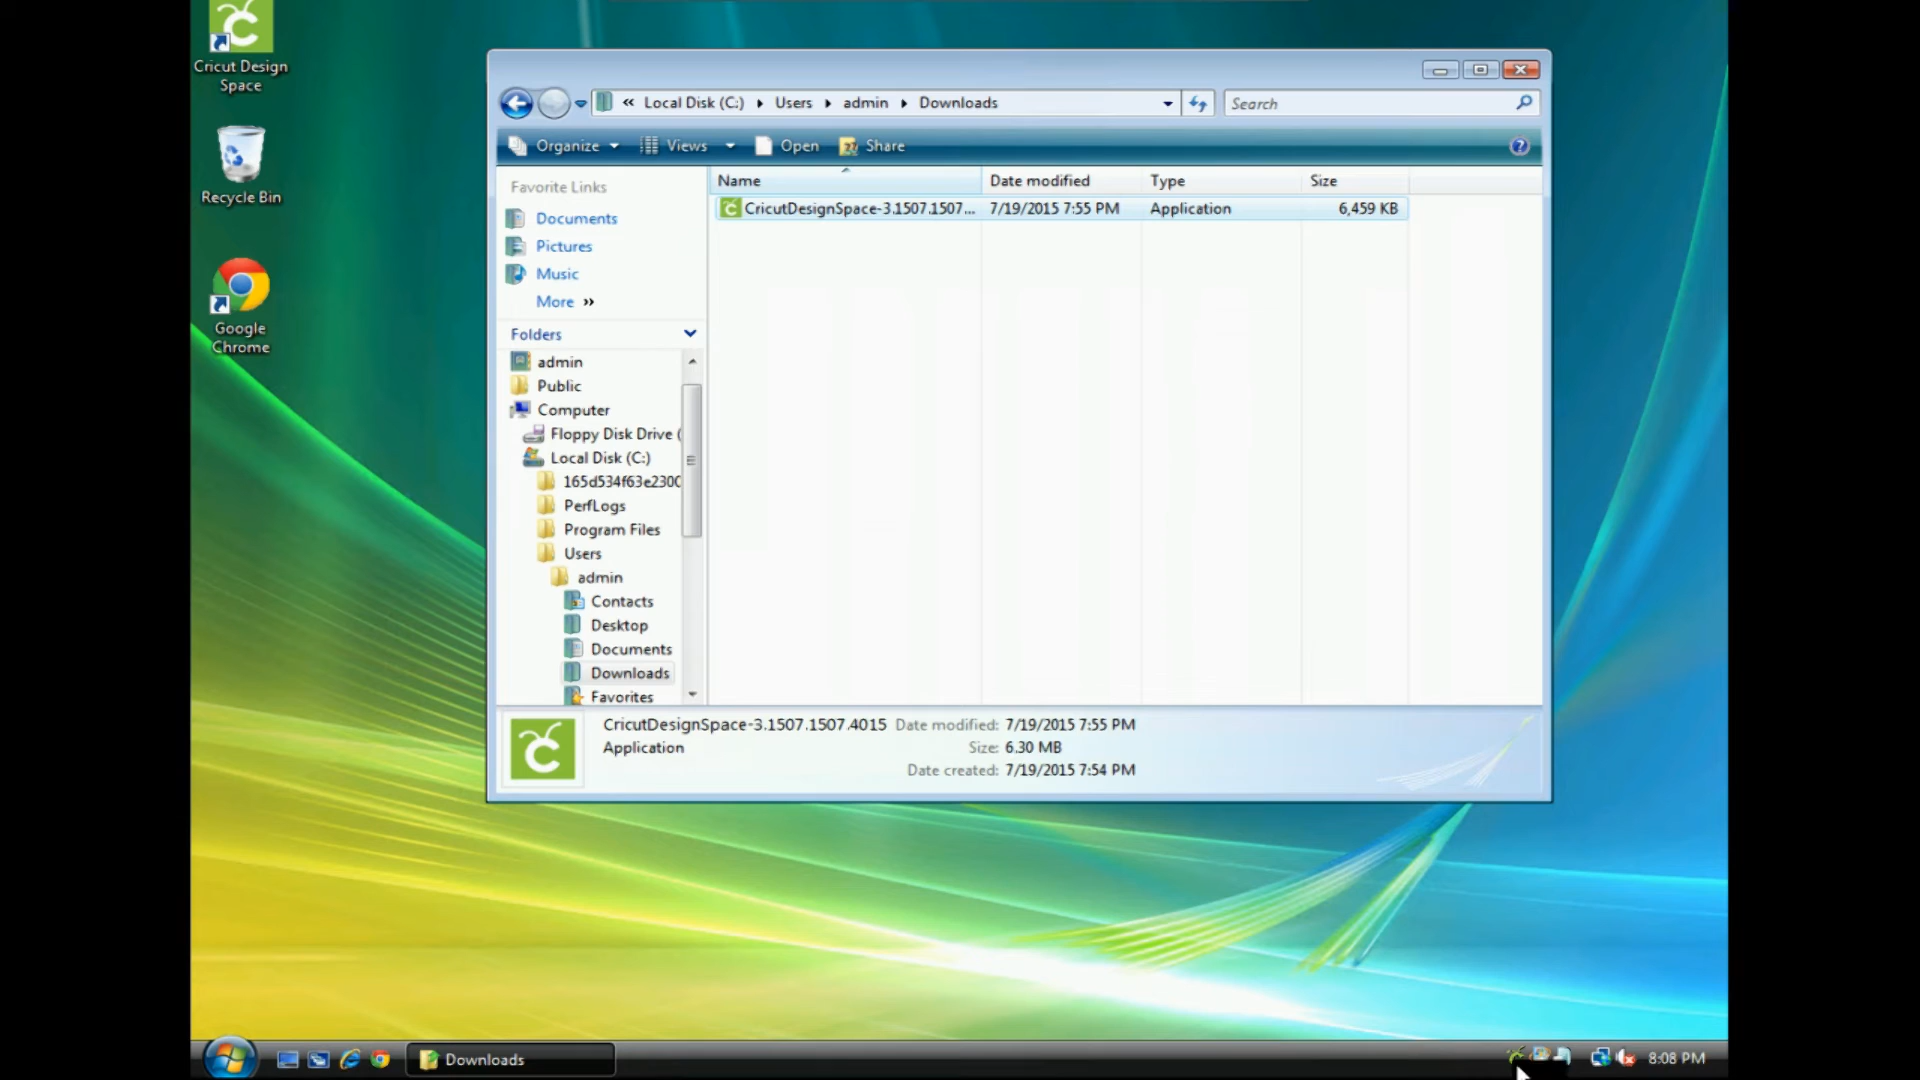 Cricut Design
Space
Recycle Bin
Google
Chrome
« Local Disk (C:) ▸ Users ▸ admin ▸ Downloads
Search
Organize
Views
Open
Share
Favorite Links
Documents
Pictures
Music
More »
Folders
admin
Public
Computer
Floppy Disk Drive (
Local Disk (C:)
165d534f63e230C
PerfLogs
Program Files
Users
admin
Contacts
Desktop
Documents
Downloads
Favorites
Name Date modified Type Size
CricutDesignSpace-3.1507.1507... 7/19/2015 7:55 PM Application 6,459 KB
CricutDesignSpace-3.1507.1507.4015 Date modified: 7/19/2015 7:55 PM
Application Size: 6.30 MB
Date created: 7/19/2015 7:54 PM
Downloads
8:08 PM